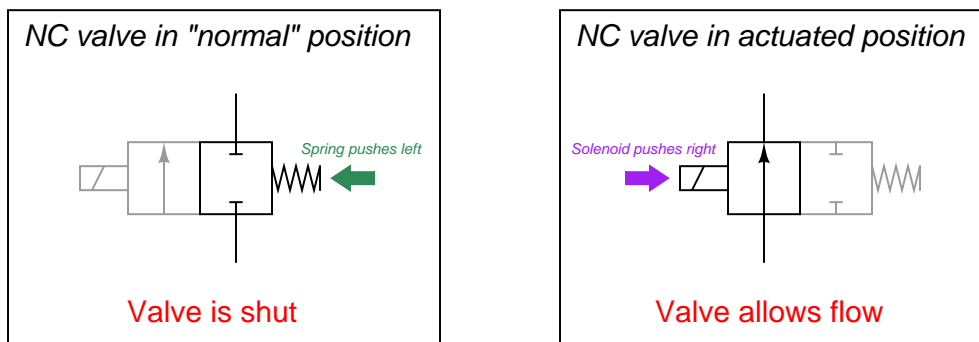 NC valve in "normal" position
Spring pushes left
Valve is shut
NC valve in actuated position
Solenoid pushes right
Valve allows flow